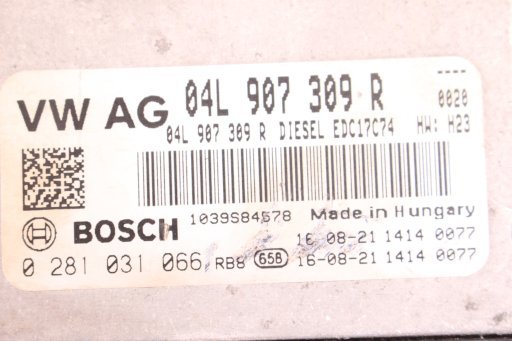 VW AG 04L 907 309 R 0020
04L 907 309 R DIESEL EDC17C74 HW: H23
BOSCH 1039S84578 Made in Hungary
16-08-21 1414 0077
0 281 031 066 RB8 658 16-08-21 1414 0077